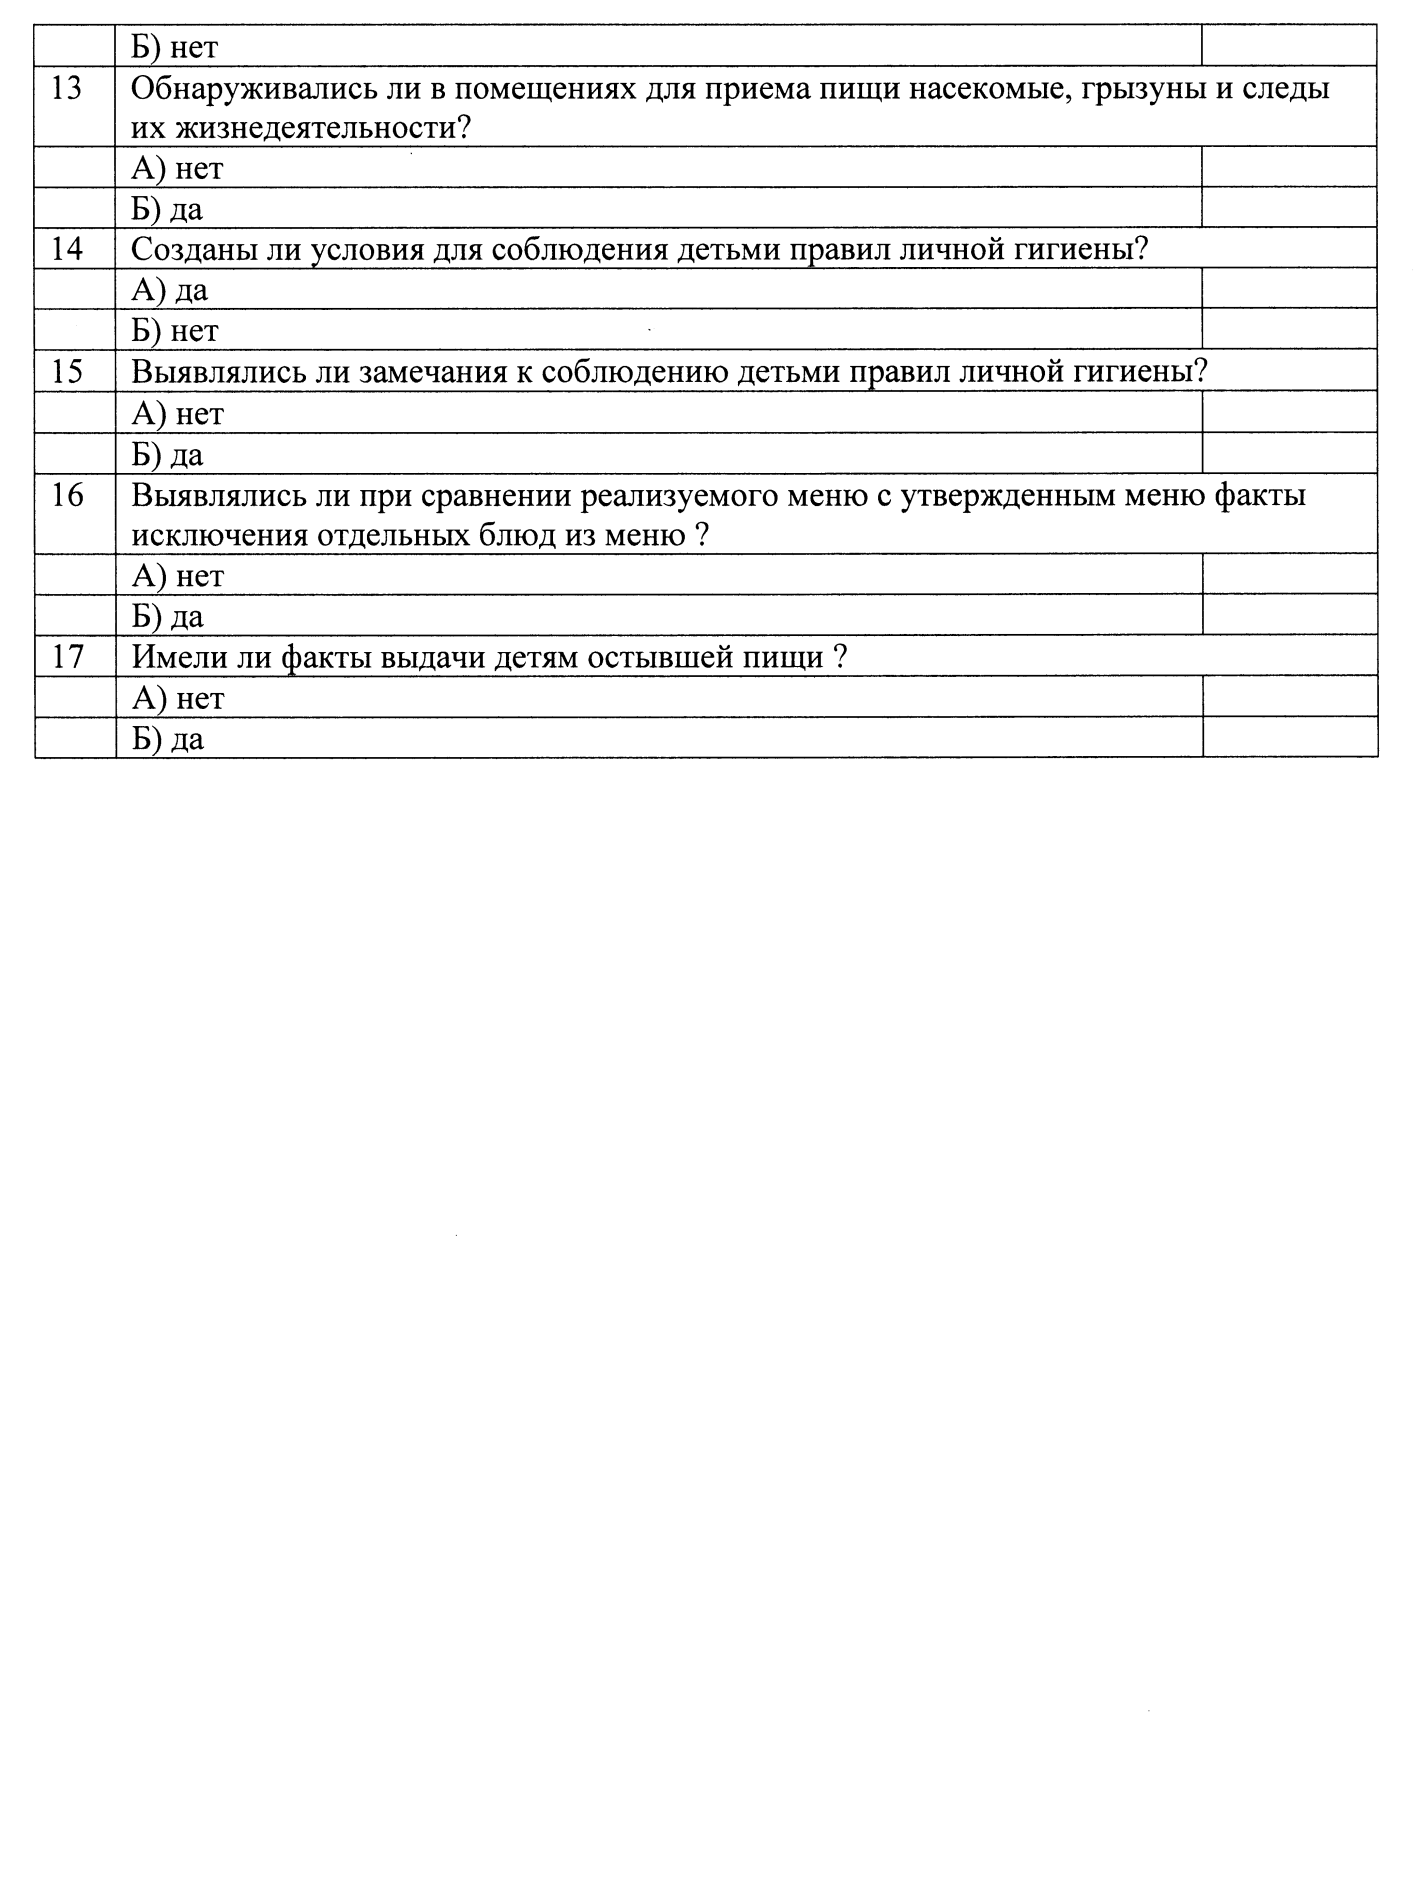 Б) нет
13 Обнаруживались ли в помещениях для приема пищи насекомые, грызуны и следы
их жизнедеятельности?
А) нет
Б) да
14 Созданы ли условия для соблюдения детьми правил личной гигиены?
А) да
Б) нет
15 Выявлялись ли замечания к соблюдению детьми правил личной гигиены?
А) нет
Б) да
16 Выявлялись ли при сравнении реализуемого меню с утвержденным меню факты
исключения отдельных блюд из меню ?
А) нет
Б) да
17 Имели ли факты выдачи детям остывшей пищи ?
А) нет
Б) да